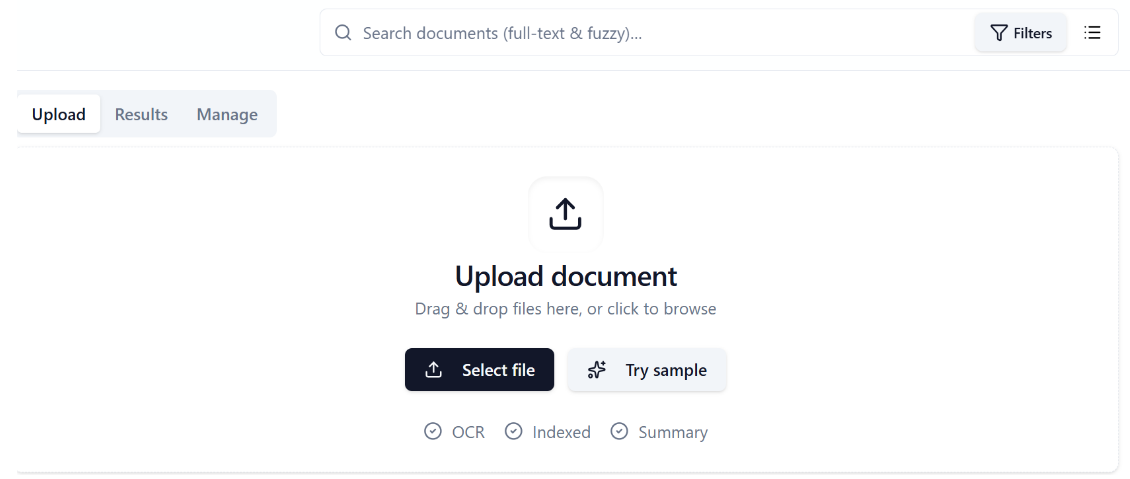 Search documents (full-text & fuzzy)... Filters
Upload Results Manage
Upload document
Drag & drop files here, or click to browse
Select file Try sample
OCR Indexed Summary